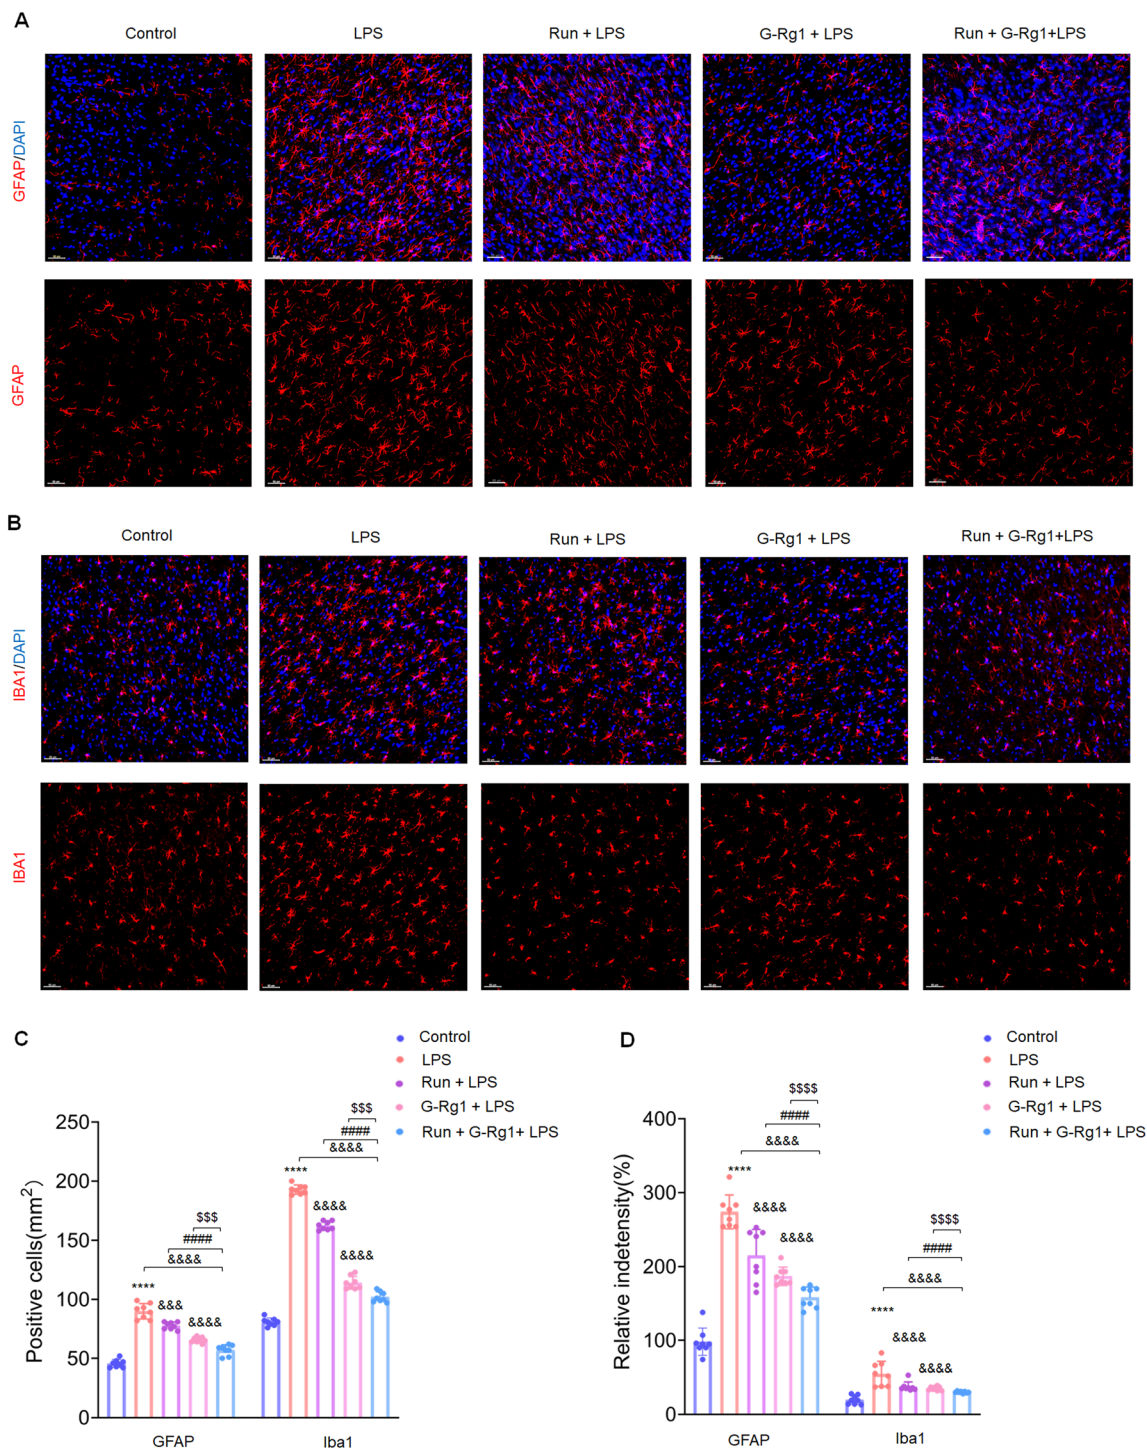 A
Control LPS Run + LPS G-Rg1 + LPS Run + G-Rg1+LPS
GFAP/DAPI
GFAP
B
Control LPS Run + LPS G-Rg1 + LPS Run + G-Rg1+LPS
IBA1/DAPI
IBA1
C
Control
LPS
Run + LPS
G-Rg1 + LPS
Run + G-Rg1+ LPS
Positive cells(mm²)
250
200
150
100
50
0
$$$
####
&&&&
****
&&&
&&&&
$$$
####
&&&&
****
&&&&
&&&&
GFAP Iba1
D
Control
LPS
Run + LPS
G-Rg1 + LPS
Run + G-Rg1+ LPS
Relative indetensity(%)
400
300
200
100
0
$$$$
####
&&&&
****
&&&&
&&&&
$$$$
####
&&&&
****
&&&&
&&&&
GFAP Iba1